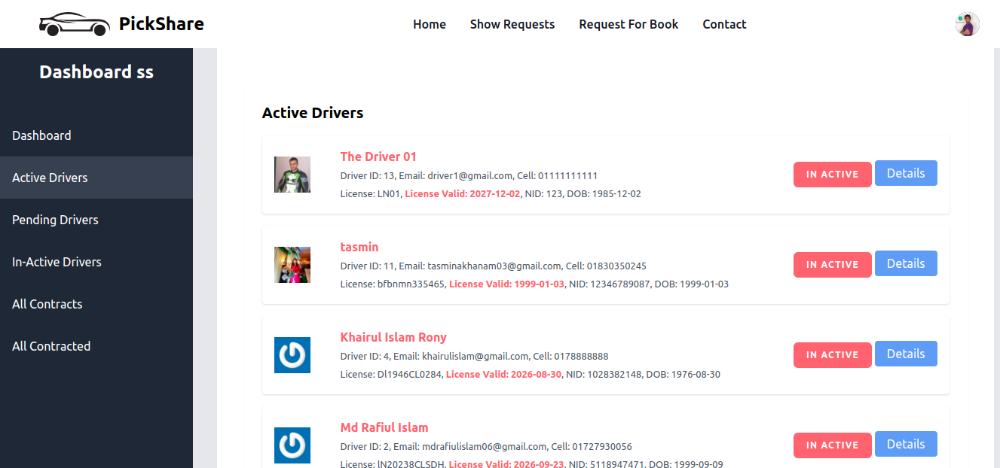 PickShare
Home
Show Requests
Request For Book
Contact
Dashboard ss
Dashboard
Active Drivers
Pending Drivers
In-Active Drivers
All Contracts
All Contracted
Active Drivers
The Driver 01
Driver ID: 13, Email: driver1@gmail.com, Cell: 01111111111
License: LN01, License Valid: 2027-12-02, NID: 123, DOB: 1985-12-02
IN ACTIVE
Details
tasmin
Driver ID: 11, Email: tasminakhanam03@gmail.com, Cell: 01830350245
License: bfbnmn335465, License Valid: 1999-01-03, NID: 12346789087, DOB: 1999-01-03
IN ACTIVE
Details
Khairul Islam Rony
Driver ID: 4, Email: khairulislam@gmail.com, Cell: 0178888888
License: Dl1946CL0284, License Valid: 2026-08-30, NID: 1028382148, DOB: 1976-08-30
IN ACTIVE
Details
Md Rafiul Islam
Driver ID: 2, Email: mdrafiulislam06@gmail.com, Cell: 01727930056
License: lN20238CLSDH, License Valid: 2026-09-23, NID: 5118947471, DOB: 1999-09-09
IN ACTIVE
Details